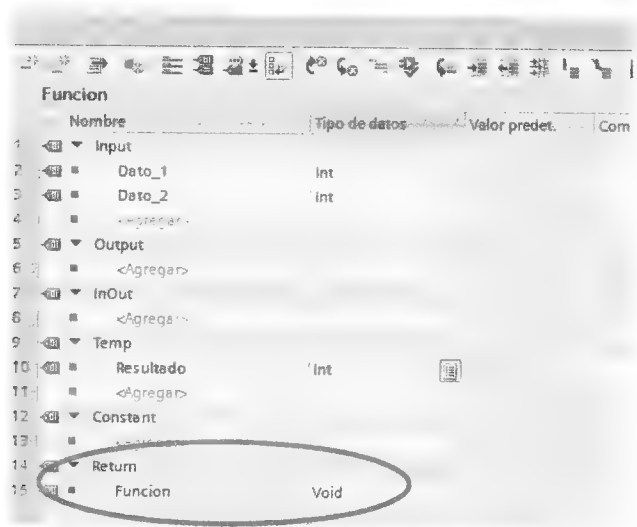 Funcion
Nombre Tipo de datos Valor predet. Com
1 Input
2 Dato_1 Int
3 Dato_2 Int
4 <Agregar>
5 Output
6 <Agregar>
7 InOut
8 <Agregar>
9 Temp
10 Resultado Int
11 <Agregar>
12 Constant
13
14 Return
15 Funcion Void